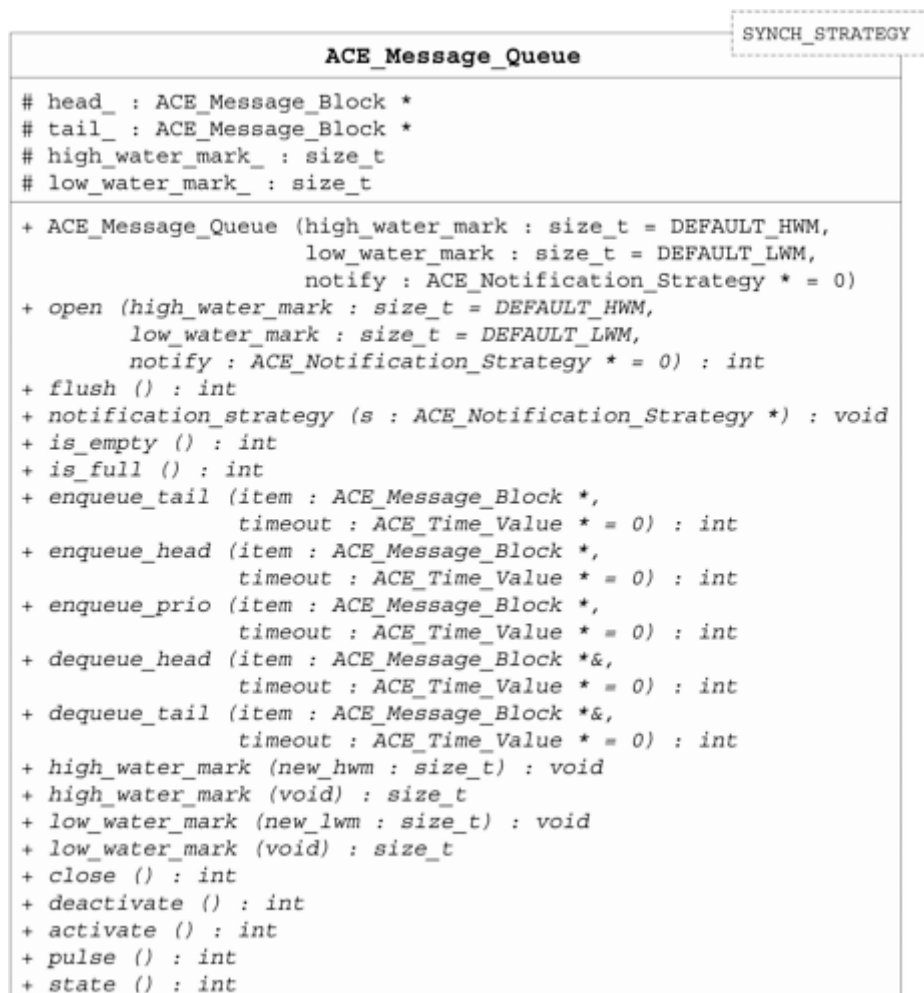 SYNCH_STRATEGY
ACE_Message_Queue
# head_ : ACE_Message_Block *
# tail_ : ACE_Message_Block *
# high_water_mark_ : size_t
# low_water_mark_ : size_t
+ ACE_Message_Queue (high_water_mark : size_t = DEFAULT_HWM,
low_water_mark : size_t = DEFAULT_LWM,
notify : ACE_Notification_Strategy * = 0)
+ open (high_water_mark : size_t = DEFAULT_HWM,
low_water_mark : size_t = DEFAULT_LWM,
notify : ACE_Notification_Strategy * = 0) : int
+ flush () : int
+ notification_strategy (s : ACE_Notification_Strategy *) : void
+ is_empty () : int
+ is_full () : int
+ enqueue_tail (item : ACE_Message_Block *,
timeout : ACE_Time_Value * = 0) : int
+ enqueue_head (item : ACE_Message_Block *,
timeout : ACE_Time_Value * = 0) : int
+ enqueue_prio (item : ACE_Message_Block *,
timeout : ACE_Time_Value * = 0) : int
+ dequeue_head (item : ACE_Message_Block *&,
timeout : ACE_Time_Value * = 0) : int
+ dequeue_tail (item : ACE_Message_Block *&,
timeout : ACE_Time_Value * = 0) : int
+ high_water_mark (new_hwm : size_t) : void
+ high_water_mark (void) : size_t
+ low_water_mark (new_lwm : size_t) : void
+ low_water_mark (void) : size_t
+ close () : int
+ deactivate () : int
+ activate () : int
+ pulse () : int
+ state () : int